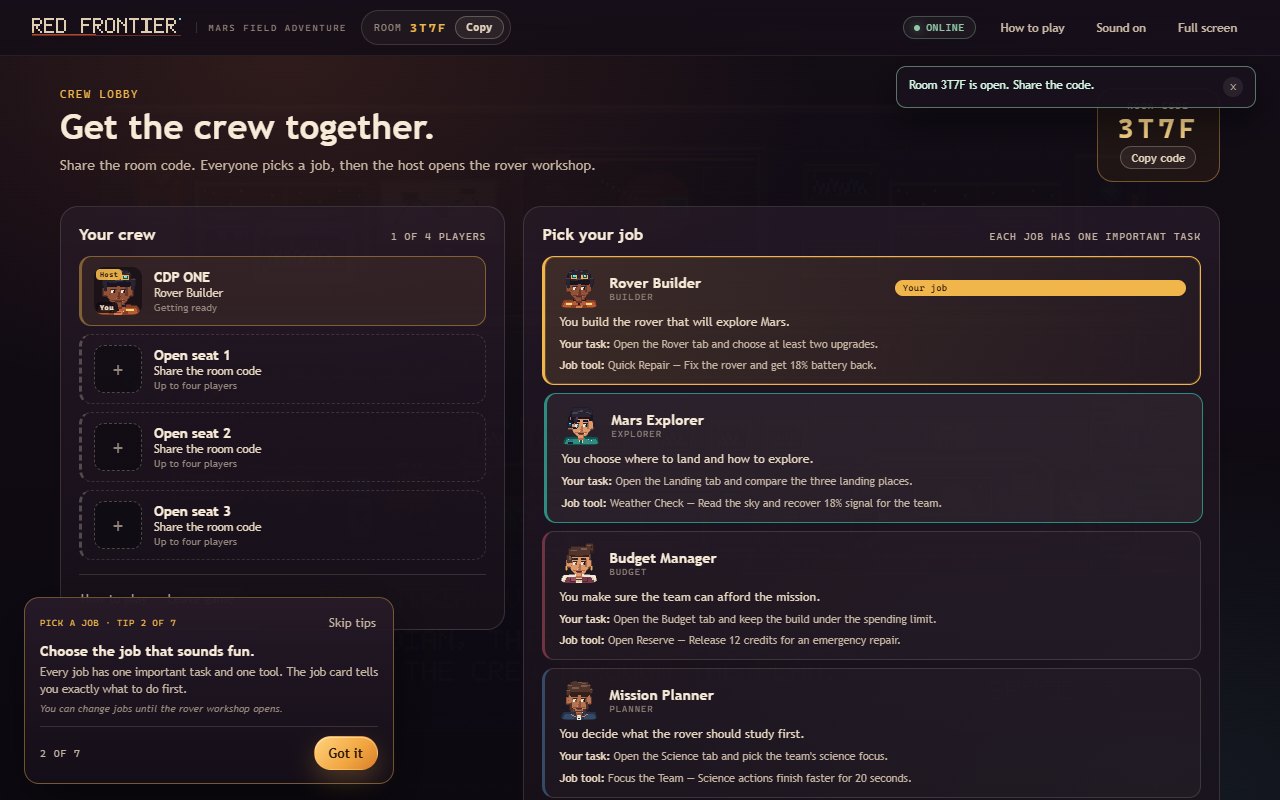 RED FRONTIER
MARS FIELD ADVENTURE
ROOM 3T7F Copy
ONLINE
How to play
Sound on
Full screen
Room 3T7F is open. Share the code.
X
CREW LOBBY
Get the crew together.
Share the room code. Everyone picks a job, then the host opens the rover workshop.
3T7F
Copy code
Your crew
1 OF 4 PLAYERS
Host
You
CDP ONE
Rover Builder
Getting ready
+
Open seat 1
Share the room code
Up to four players
+
Open seat 2
Share the room code
Up to four players
+
Open seat 3
Share the room code
Up to four players
PICK A JOB · TIP 2 OF 7
Skip tips
Choose the job that sounds fun.
Every job has one important task and one tool. The job card tells
you exactly what to do first.
You can change jobs until the rover workshop opens.
2 OF 7
Got it
Pick your job
EACH JOB HAS ONE IMPORTANT TASK
Rover Builder
BUILDER
Your job
You build the rover that will explore Mars.
Your task: Open the Rover tab and choose at least two upgrades.
Job tool: Quick Repair — Fix the rover and get 18% battery back.
Mars Explorer
EXPLORER
You choose where to land and how to explore.
Your task: Open the Landing tab and compare the three landing places.
Job tool: Weather Check — Read the sky and recover 18% signal for the team.
Budget Manager
BUDGET
You make sure the team can afford the mission.
Your task: Open the Budget tab and keep the build under the spending limit.
Job tool: Open Reserve — Release 12 credits for an emergency repair.
Mission Planner
PLANNER
You decide what the rover should study first.
Your task: Open the Science tab and pick the team's science focus.
Job tool: Focus the Team — Science actions finish faster for 20 seconds.